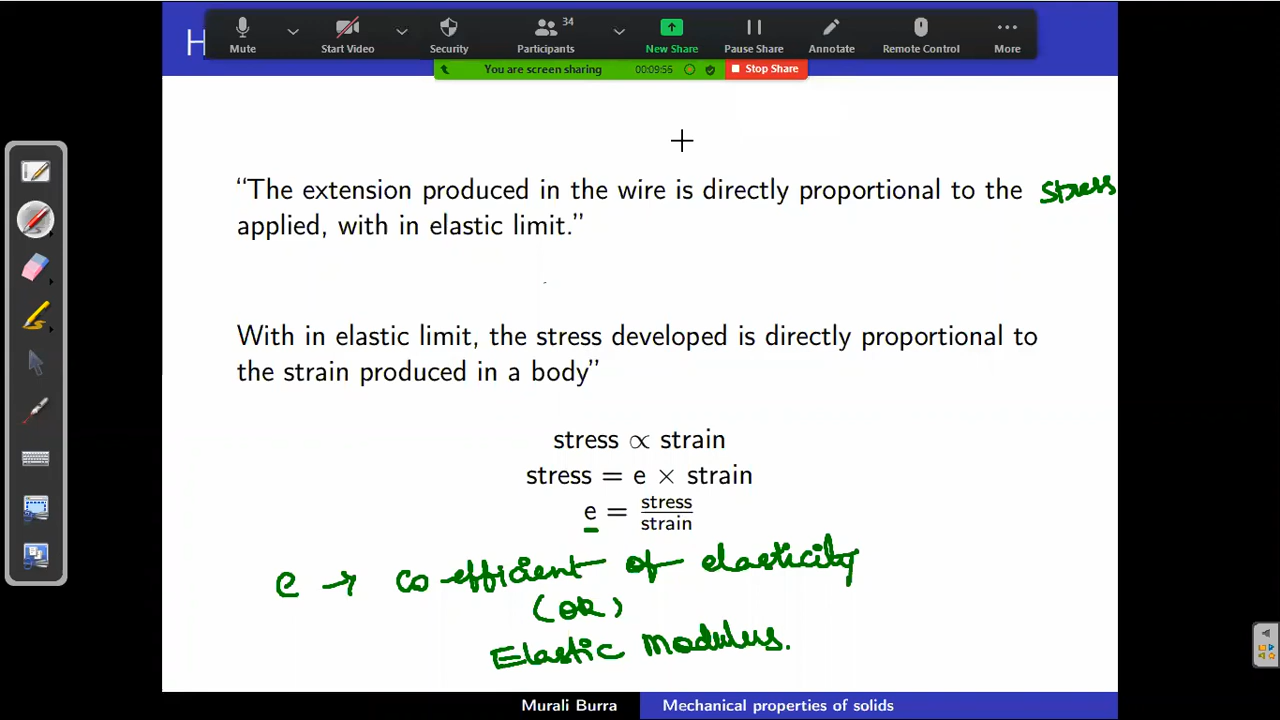 H
Mute
Start Video
Security
Participants
34
New Share
Pause Share
Annotate
Remote Control
More
You are screen sharing
00:09:55
Stop Share
“The extension produced in the wire is directly proportional to the stress
applied, with in elastic limit.”
With in elastic limit, the stress developed is directly proportional to
the strain produced in a body”
stress ∝ strain
stress = e × strain
e = stress/strain
e → co-efficient of elasticity
(OR)
Elastic Modulus.
Murali Burra
Mechanical properties of solids